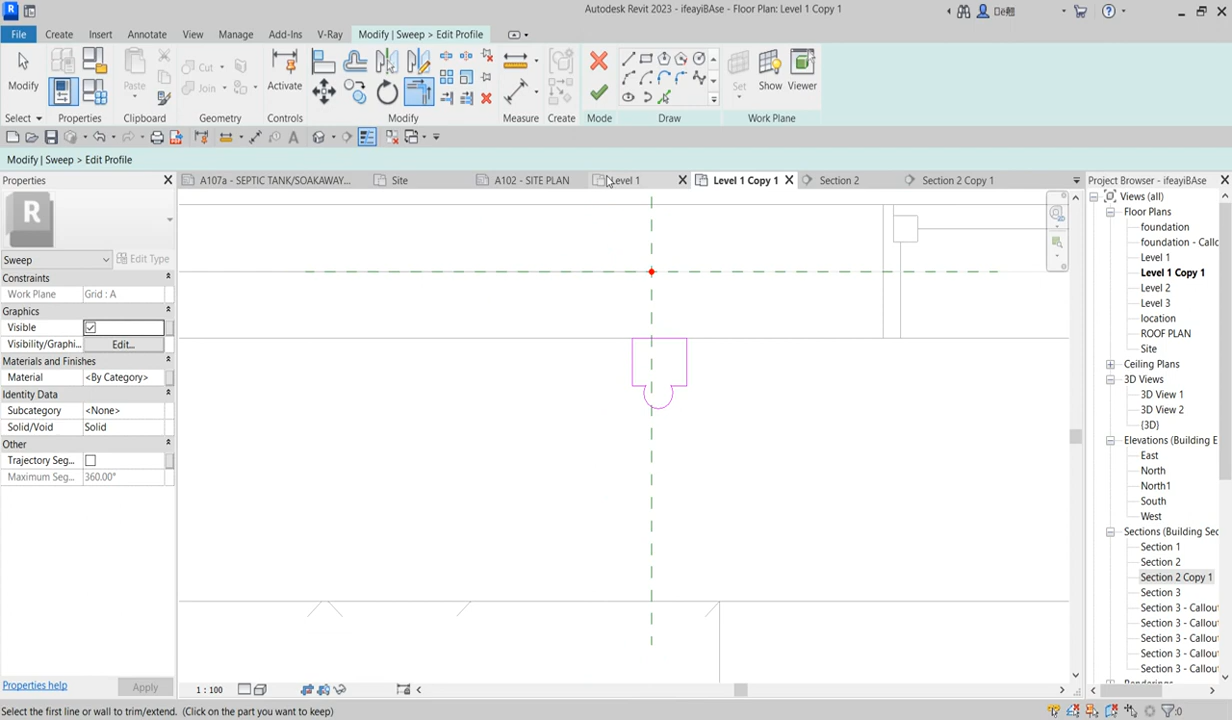 Autodesk Revit 2023 - ifeayiBAse - Floor Plan: Level 1 Copy 1
File Create Insert Annotate View Manage Add-Ins V-Ray Modify | Sweep > Edit Profile
Modify Paste Cut Join Activate Set Show Viewer
Select Properties Clipboard Geometry Controls Modify Measure Create Mode Draw Work Plane
Modify | Sweep > Edit Profile
Properties
A107a - SEPTIC TANK/SOAKAWAY... Site A102 - SITE PLAN Level 1 Level 1 Copy 1 Section 2 Section 2 Copy 1
Sweep Edit Type
Constraints
Work Plane Grid : A
Graphics
Visible
Visibility/Graphi... Edit...
Materials and Finishes
Material <By Category>
Identity Data
Subcategory <None>
Solid/Void Solid
Other
Trajectory Seg...
Maximum Seg... 360.00°
Properties help Apply
Project Browser - ifeayiBAse
Views (all)
Floor Plans
foundation
foundation - Callo
Level 1
Level 1 Copy 1
Level 2
Level 3
location
ROOF PLAN
Site
Ceiling Plans
3D Views
3D View 1
3D View 2
(3D)
Elevations (Building E
East
North
North1
South
West
Sections (Building Sec
Section 1
Section 2
Section 2 Copy 1
Section 3
Section 3 - Callou
Section 3 - Callou
Section 3 - Callou
Section 3 - Callou
Section 3 - Callou
1 : 100
Select the first line or wall to trim/extend. (Click on the part you want to keep)
:0